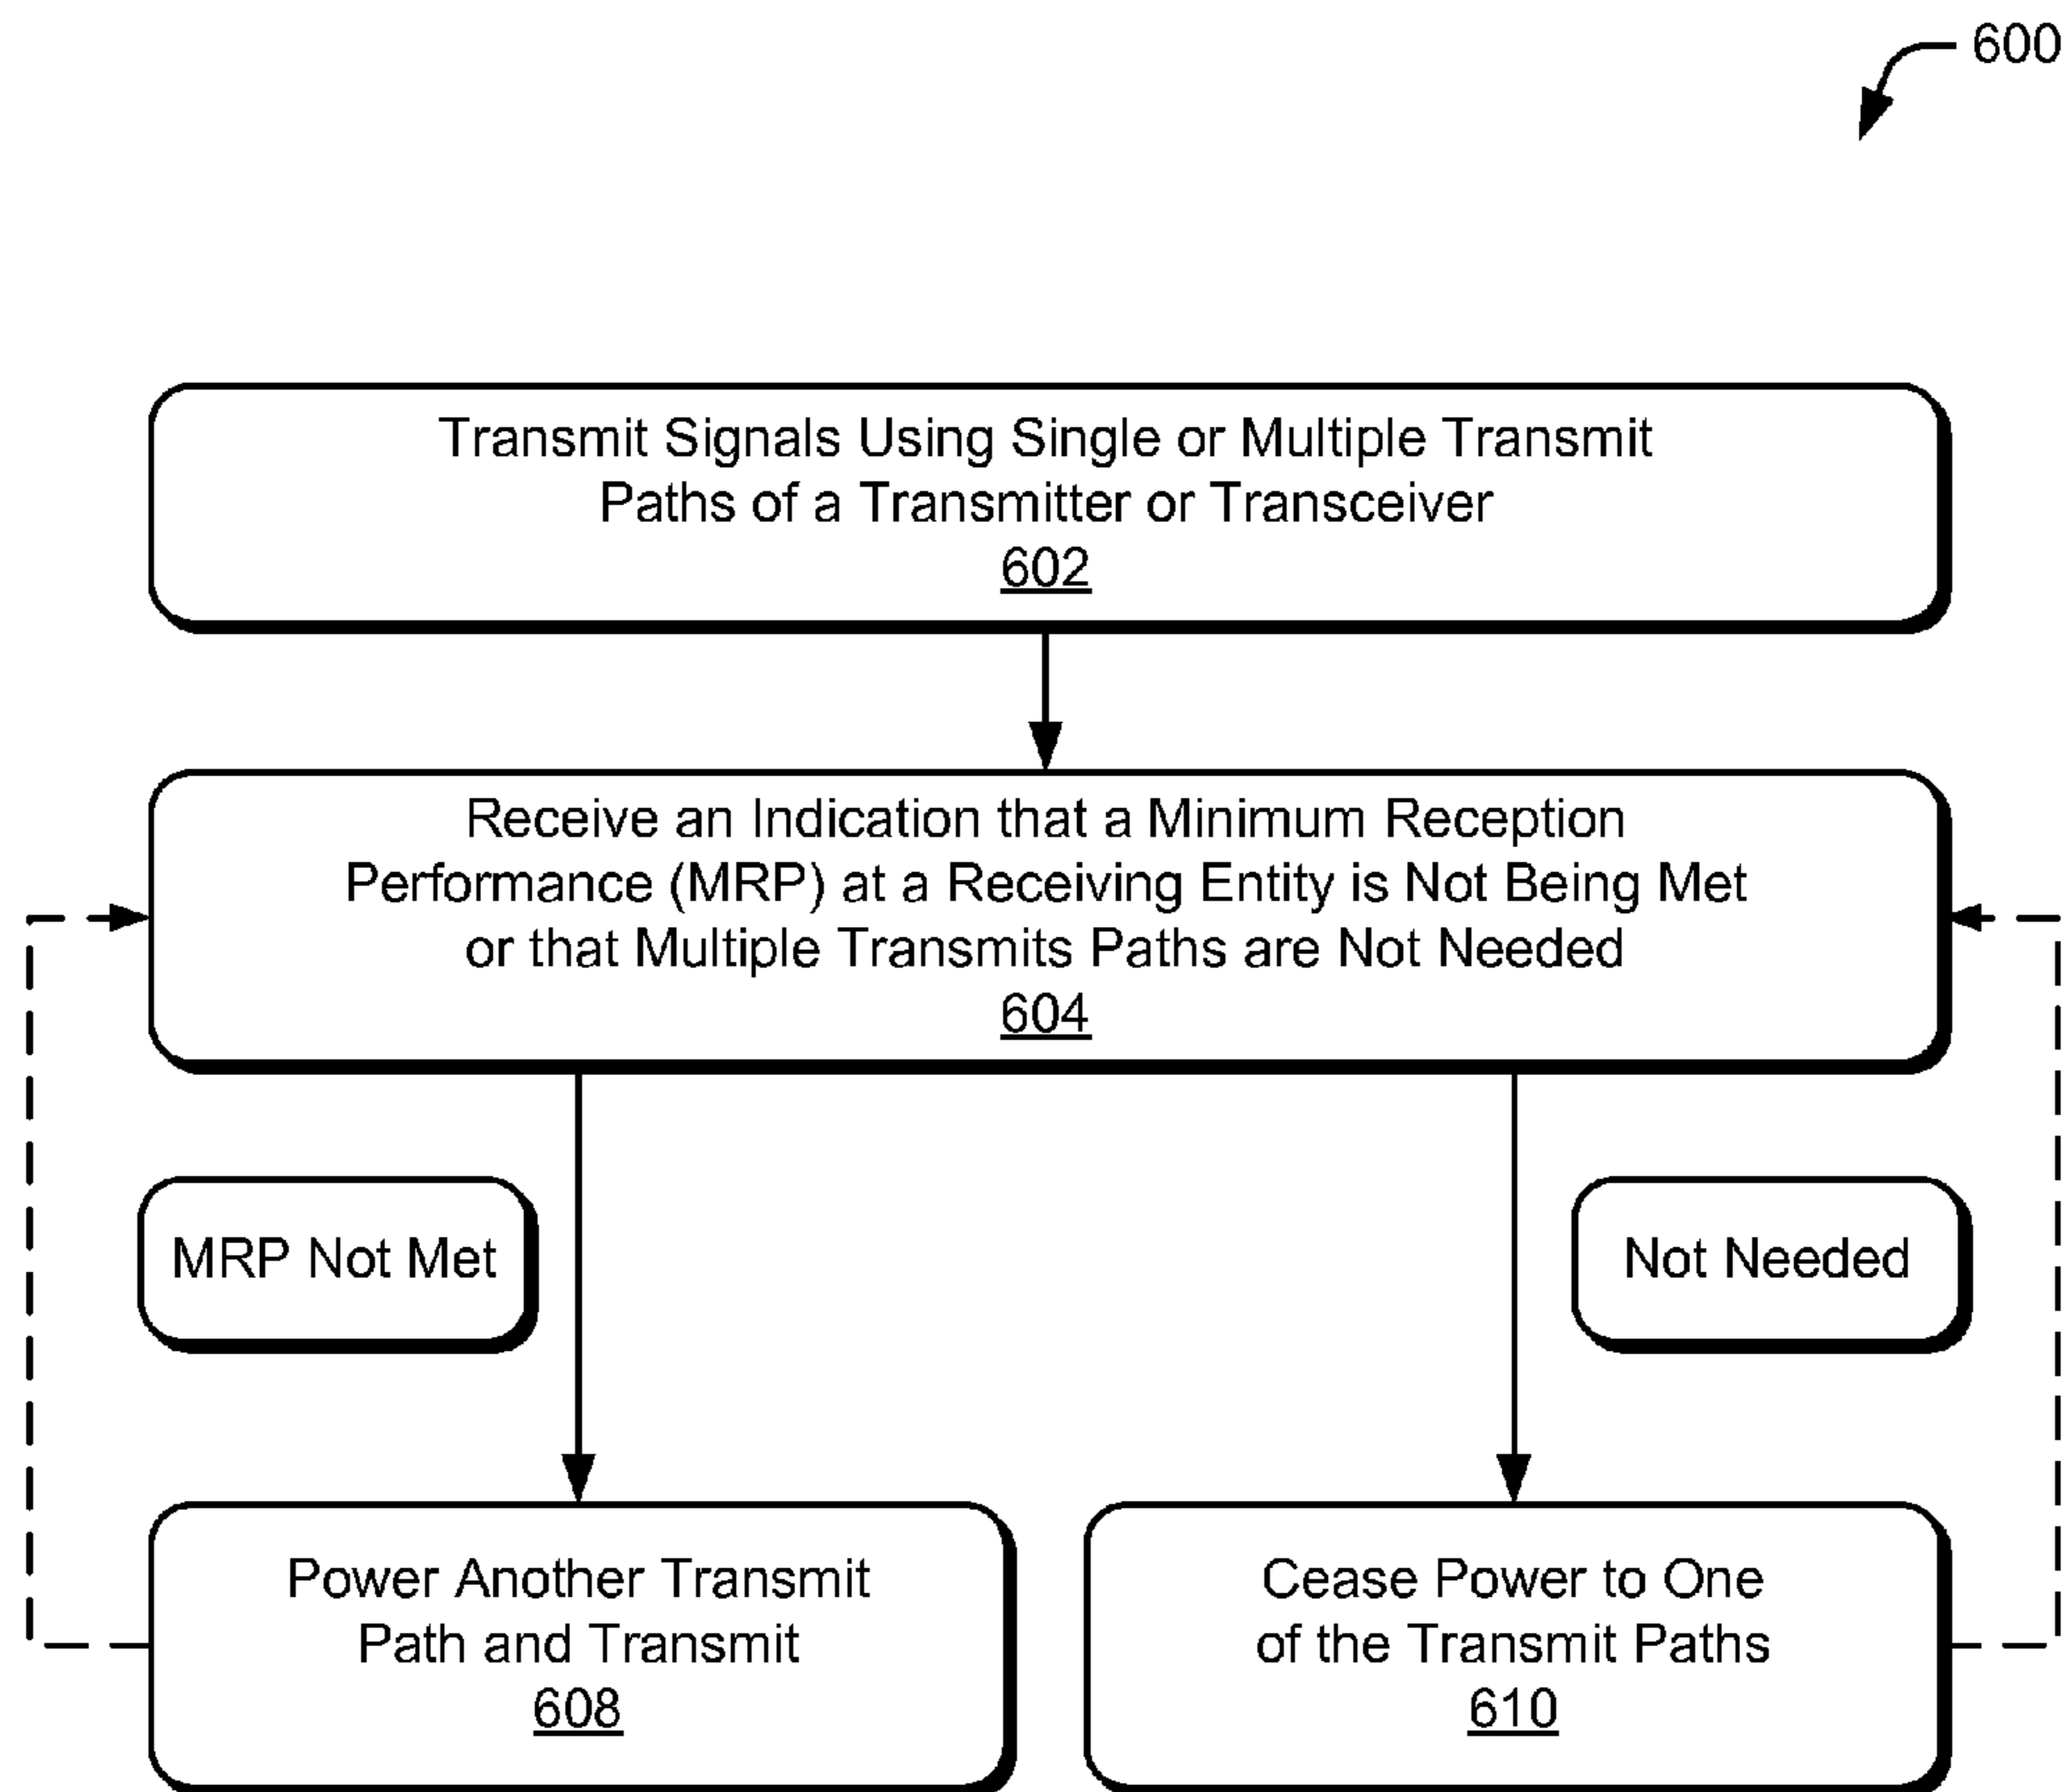 600
Transmit Signals Using Single or Multiple Transmit
Paths of a Transmitter or Transceiver
602
Receive an Indication that a Minimum Reception
Performance (MRP) at a Receiving Entity is Not Being Met
or that Multiple Transmits Paths are Not Needed
604
MRP Not Met
Not Needed
Power Another Transmit
Path and Transmit
608
Cease Power to One
of the Transmit Paths
610